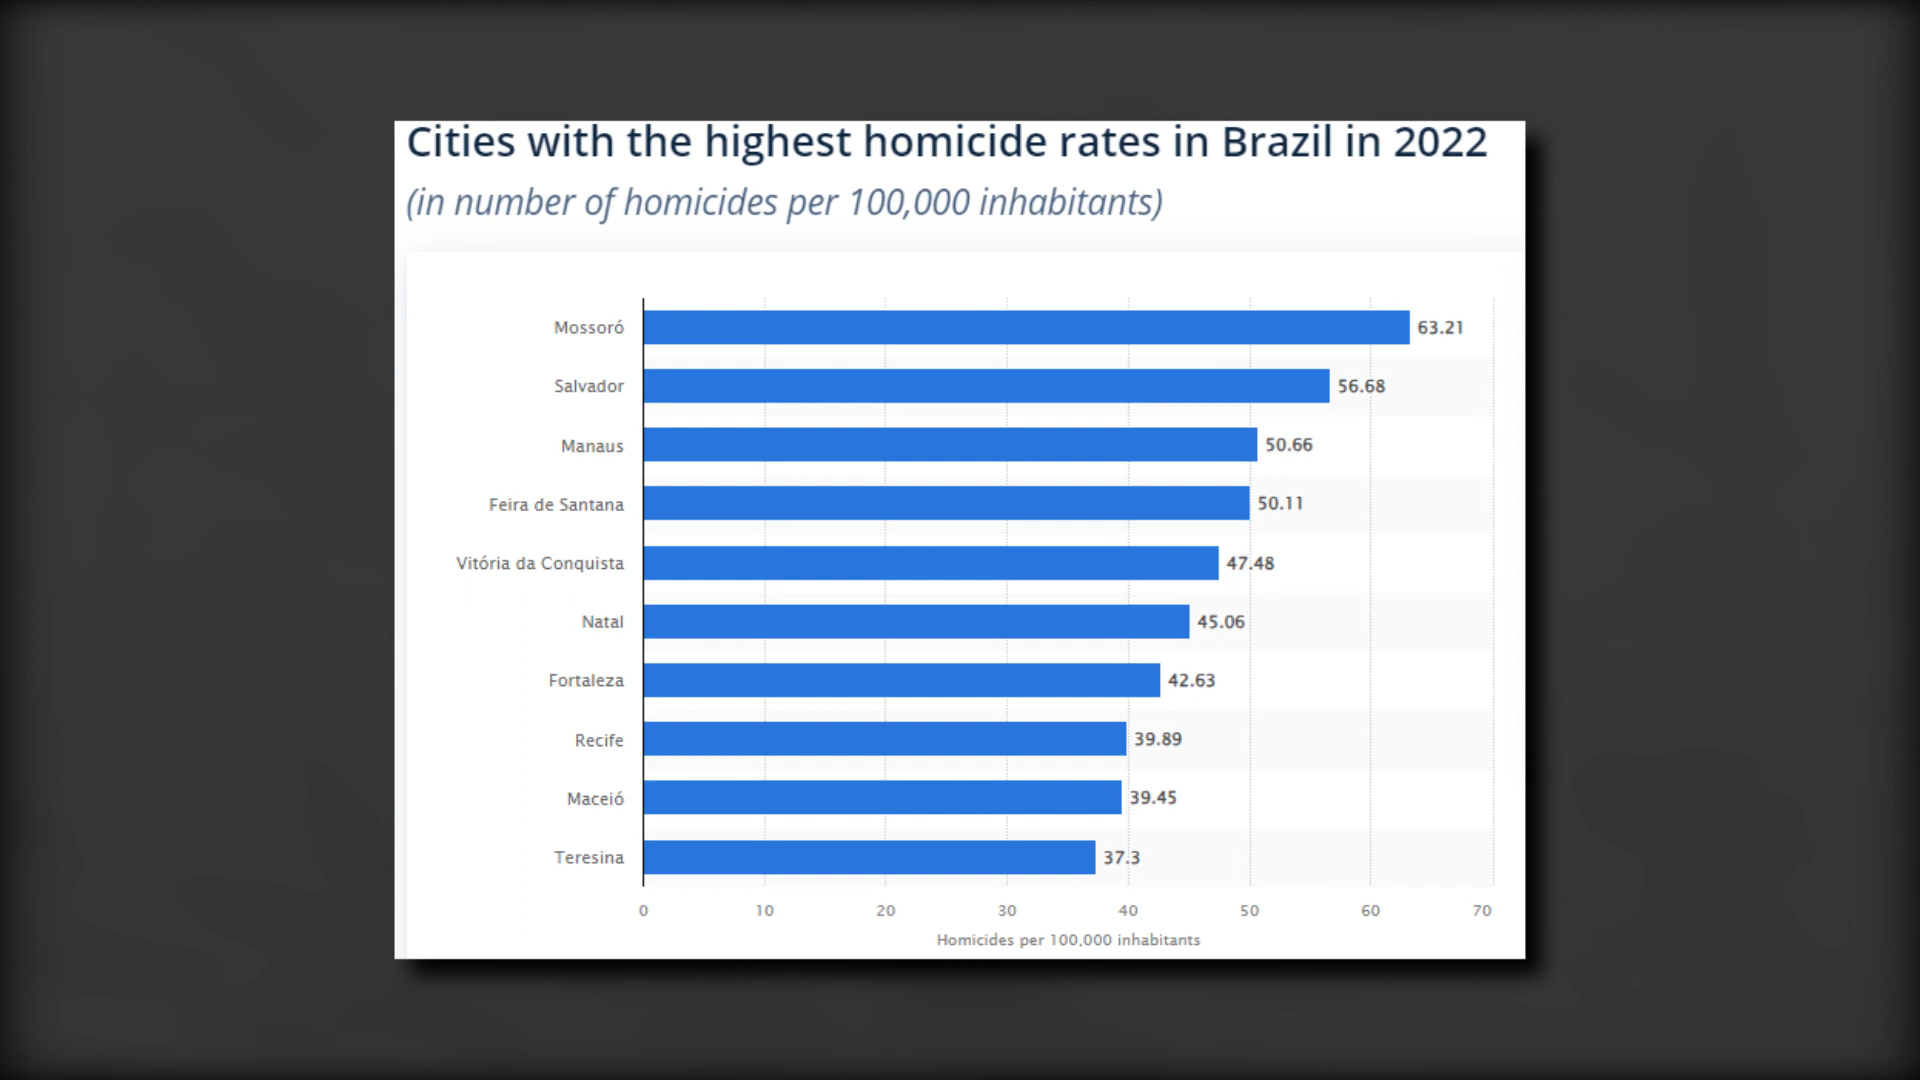 Cities with the highest homicide rates in Brazil in 2022
(in number of homicides per 100,000 inhabitants)
Mossoró 63.21
Salvador 56.68
Manaus 50.66
Feira de Santana 50.11
Vitória da Conquista 47.48
Natal 45.06
Fortaleza 42.63
Recife 39.89
Maceió 39.45
Teresina 37.3
0 10 20 30 40 50 60 70
Homicides per 100,000 inhabitants